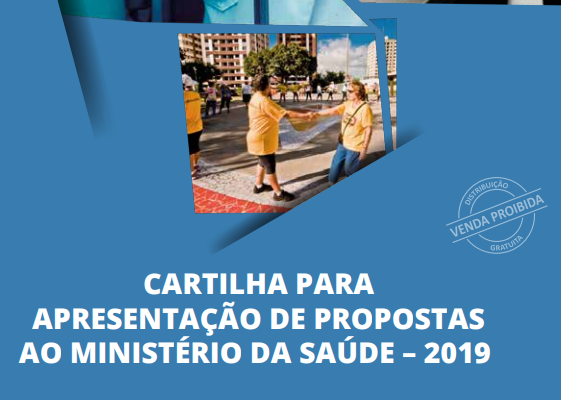 DISTRIBUIÇÃO
VENDA PROIBIDA
GRATUITA
CARTILHA PARA
APRESENTAÇÃO DE PROPOSTAS
AO MINISTÉRIO DA SAÚDE – 2019